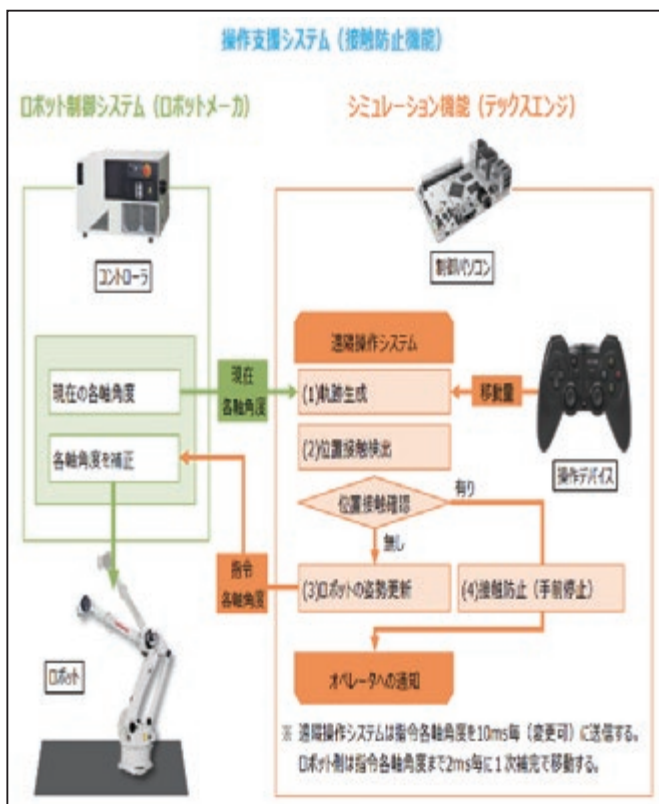 操作支援システム（接触防止機能）
ロボット制御システム（ロボットメーカ）
シミュレーション機能（テックスエンジ）
コントローラ
制御パソコン
遠隔操作システム
現在の各軸角度
現在
各軸角度
(1)軌跡生成
移動量
各軸角度を補正
(2)位置接触検出
操作デバイス
位置接触確認
有り
無し
指令
各軸角度
(3)ロボットの姿勢更新
(4)接触防止（手前停止）
ロボット
オペレータへの通知
※ 遠隔操作システムは指令各軸角度を10ms毎（変更可）に送信する。
ロボット側は指令各軸角度まで2ms毎に1次補完で移動する。